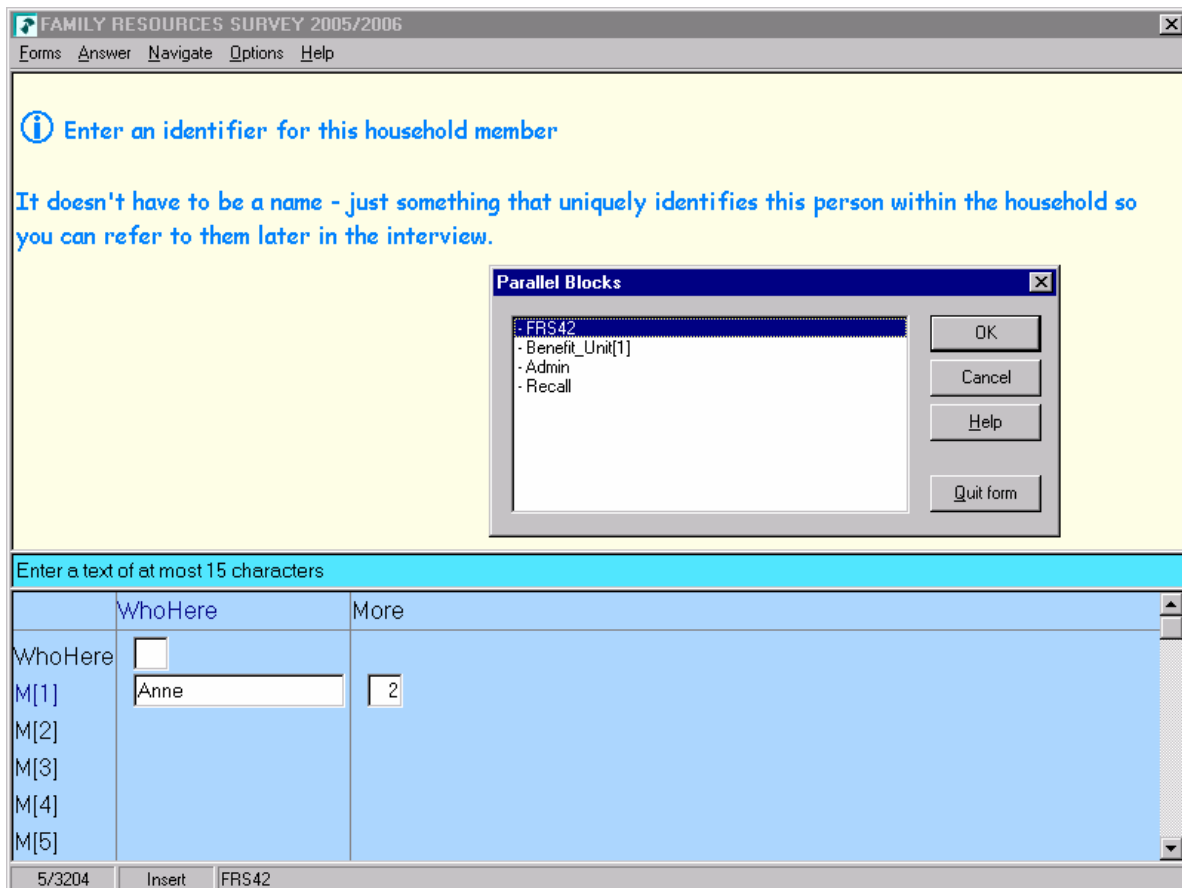 FAMILY RESOURCES SURVEY 2005/2006
Forms Answer Navigate Options Help
Enter an identifier for this household member
It doesn't have to be a name - just something that uniquely identifies this person within the household so
you can refer to them later in the interview.
Parallel Blocks
- FRS42
- Benefit_Unit[1]
- Admin
- Recall
OK
Cancel
Help
Quit form
Enter a text of at most 15 characters
WhoHere More
WhoHere
M[1] Anne 2
M[2]
M[3]
M[4]
M[5]
5/3204 Insert FRS42